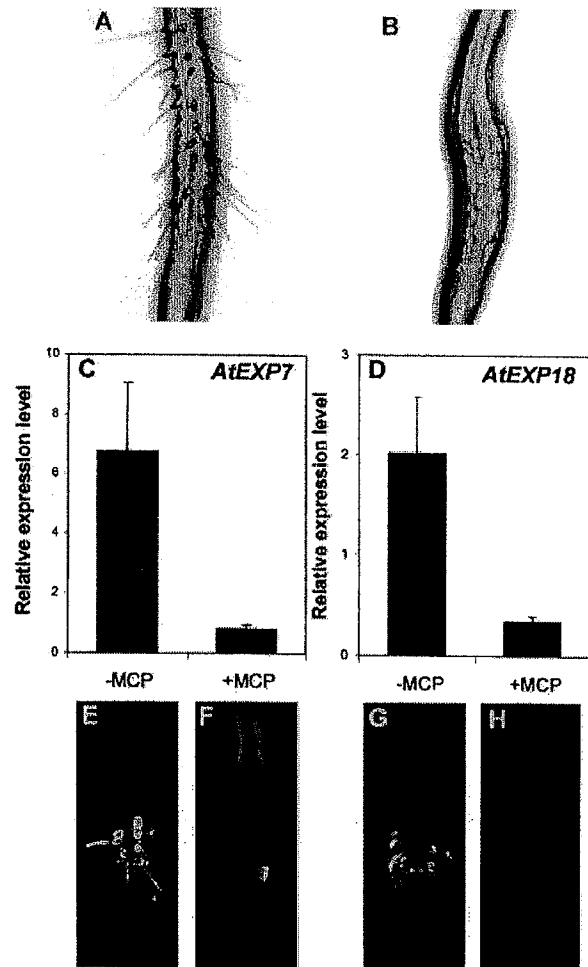 A
B
C
AtEXP7
Relative expression level
10
8
6
4
2
0
-MCP
+MCP
D
AtEXP18
Relative expression level
3
2
1
0
-MCP
+MCP
E
F
G
H